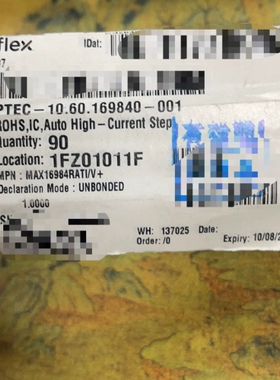 flex
IDat:
PTEC-10.60.169840-001
ROHS,IC,Auto High-Current Step
Quantity: 90
Location: 1FZ01011F
MPN : MAX16984RATI/V+
Declaration Mode : UNBONDED
1.0000
WH: 137025 Date:
Order: /0 Expiry: 10/08/2